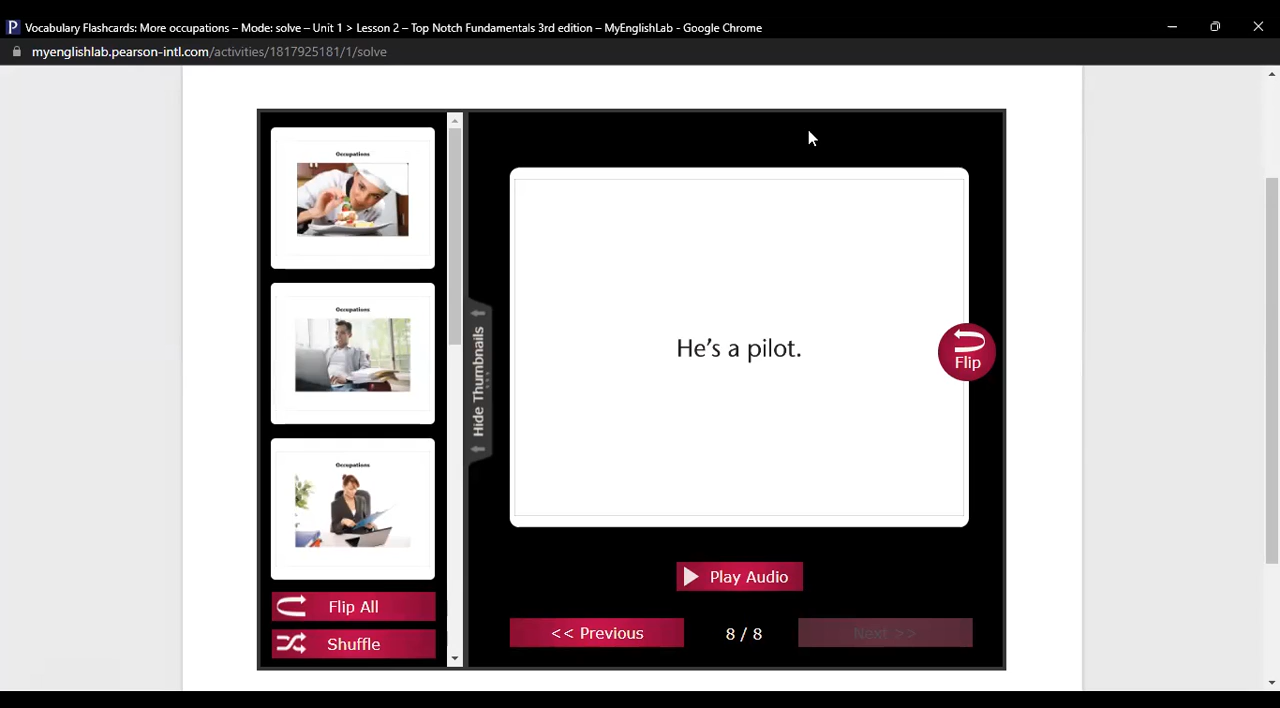 Vocabulary Flashcards: More occupations – Mode: solve – Unit 1 > Lesson 2 – Top Notch Fundamentals 3rd edition – MyEnglishLab - Google Chrome
myenglishlab.pearson-intl.com/activities/1817925181/1/solve
Occupations
Occupations
Occupations
Flip All
Shuffle
Hide Thumbnails
He's a pilot.
Flip
Play Audio
<< Previous
8 / 8
Next >>